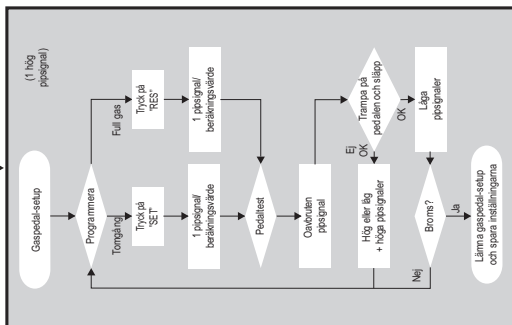 (1 hög
pipsignal)
Gaspedal-setup
Programmera
Tomgång
Full gas
Tryck på
"SET"
Tryck på
"RES"
1 pipsignal/
beräkningsvärde
1 pipsignal/
beräkningsvärde
Pedaltest
Oavbruten
pipsignal
Trampa på
pedalen och släpp
Ej
OK
OK
Hög eller låg
+ höga pipsignaler
Låga
pipsignaler
Broms?
Nej
Ja
Lämna gaspedal-setup
och spara inställningarna